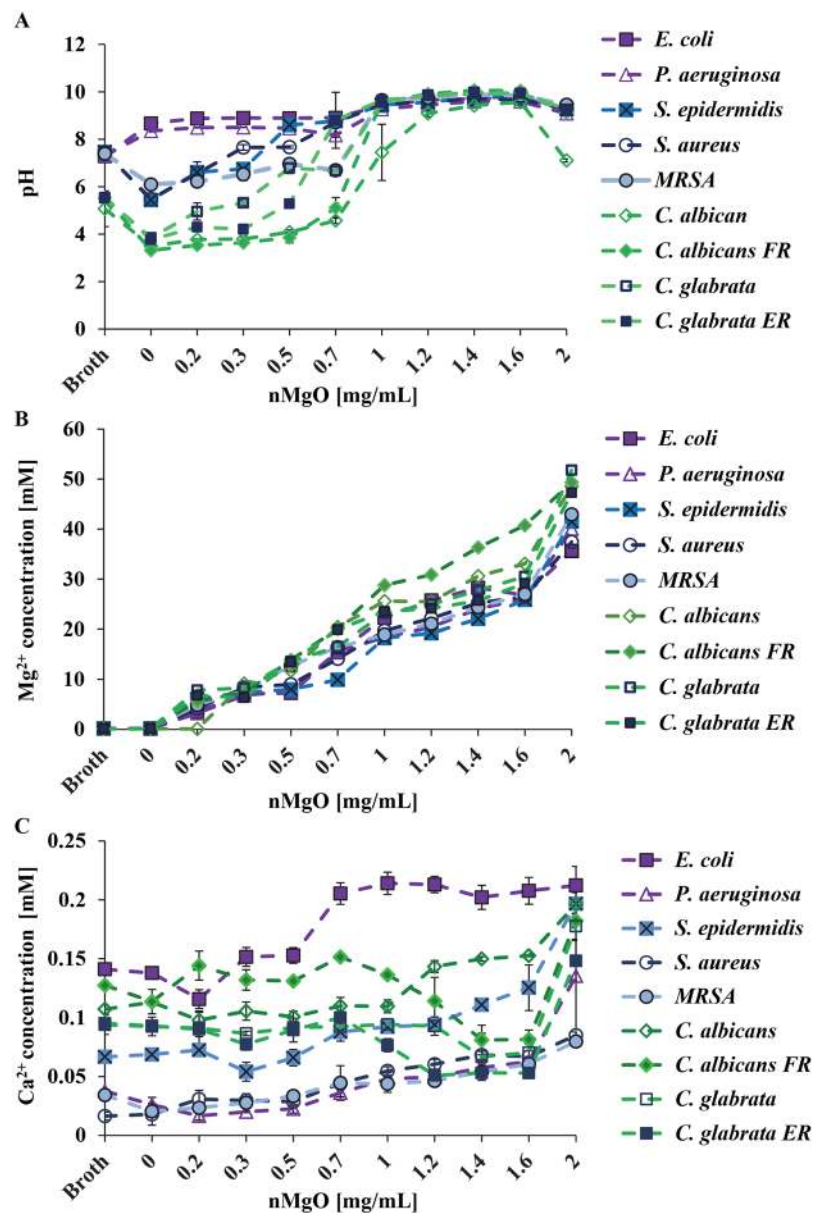 A
12
10
8
6
4
2
0
pH
Broth
0
0.2
0.3
0.5
0.7
1
1.2
1.4
1.6
2
nMgO [mg/mL]
E. coli
P. aeruginosa
S. epidermidis
S. aureus
MRSA
C. albican
C. albicans FR
C. glabrata
C. glabrata ER
B
60
50
40
30
20
10
0
Mg²⁺ concentration [mM]
Broth
0
0.2
0.3
0.5
0.7
1
1.2
1.4
1.6
2
nMgO [mg/mL]
E. coli
P. aeruginosa
S. epidermidis
S. aureus
MRSA
C. albicans
C. albicans FR
C. glabrata
C. glabrata ER
C
0.25
0.2
0.15
0.1
0.05
0
Ca²⁺ concentration [mM]
Broth
0
0.2
0.3
0.5
0.7
1
1.2
1.4
1.6
2
nMgO [mg/mL]
E. coli
P. aeruginosa
S. epidermidis
S. aureus
MRSA
C. albicans
C. albicans FR
C. glabrata
C. glabrata ER